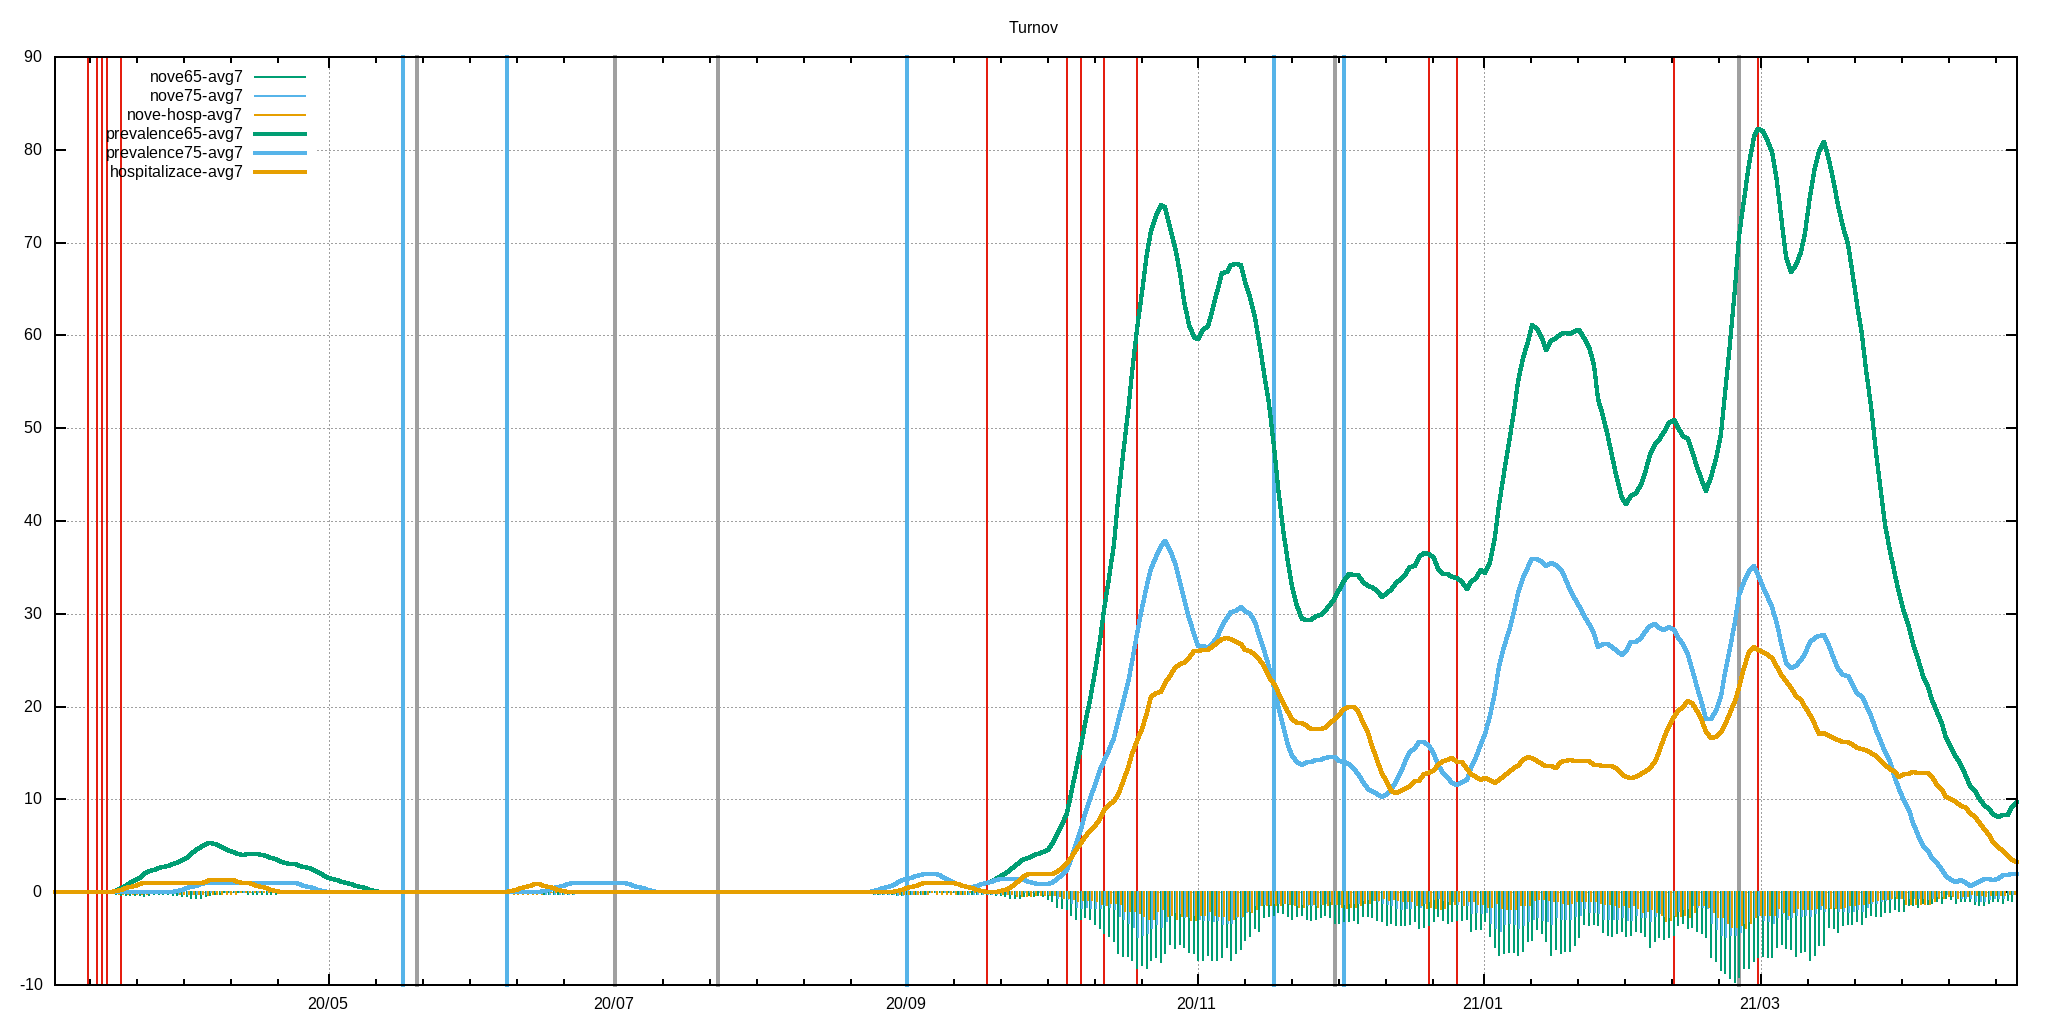 Turnov
90
80
70
60
50
40
30
20
10
0
-10
nove65-avg7
nove75-avg7
nove-hosp-avg7
prevalence65-avg7
prevalence75-avg7
hospitalizace-avg7
20/05 20/07 20/09 20/11 21/01 21/03